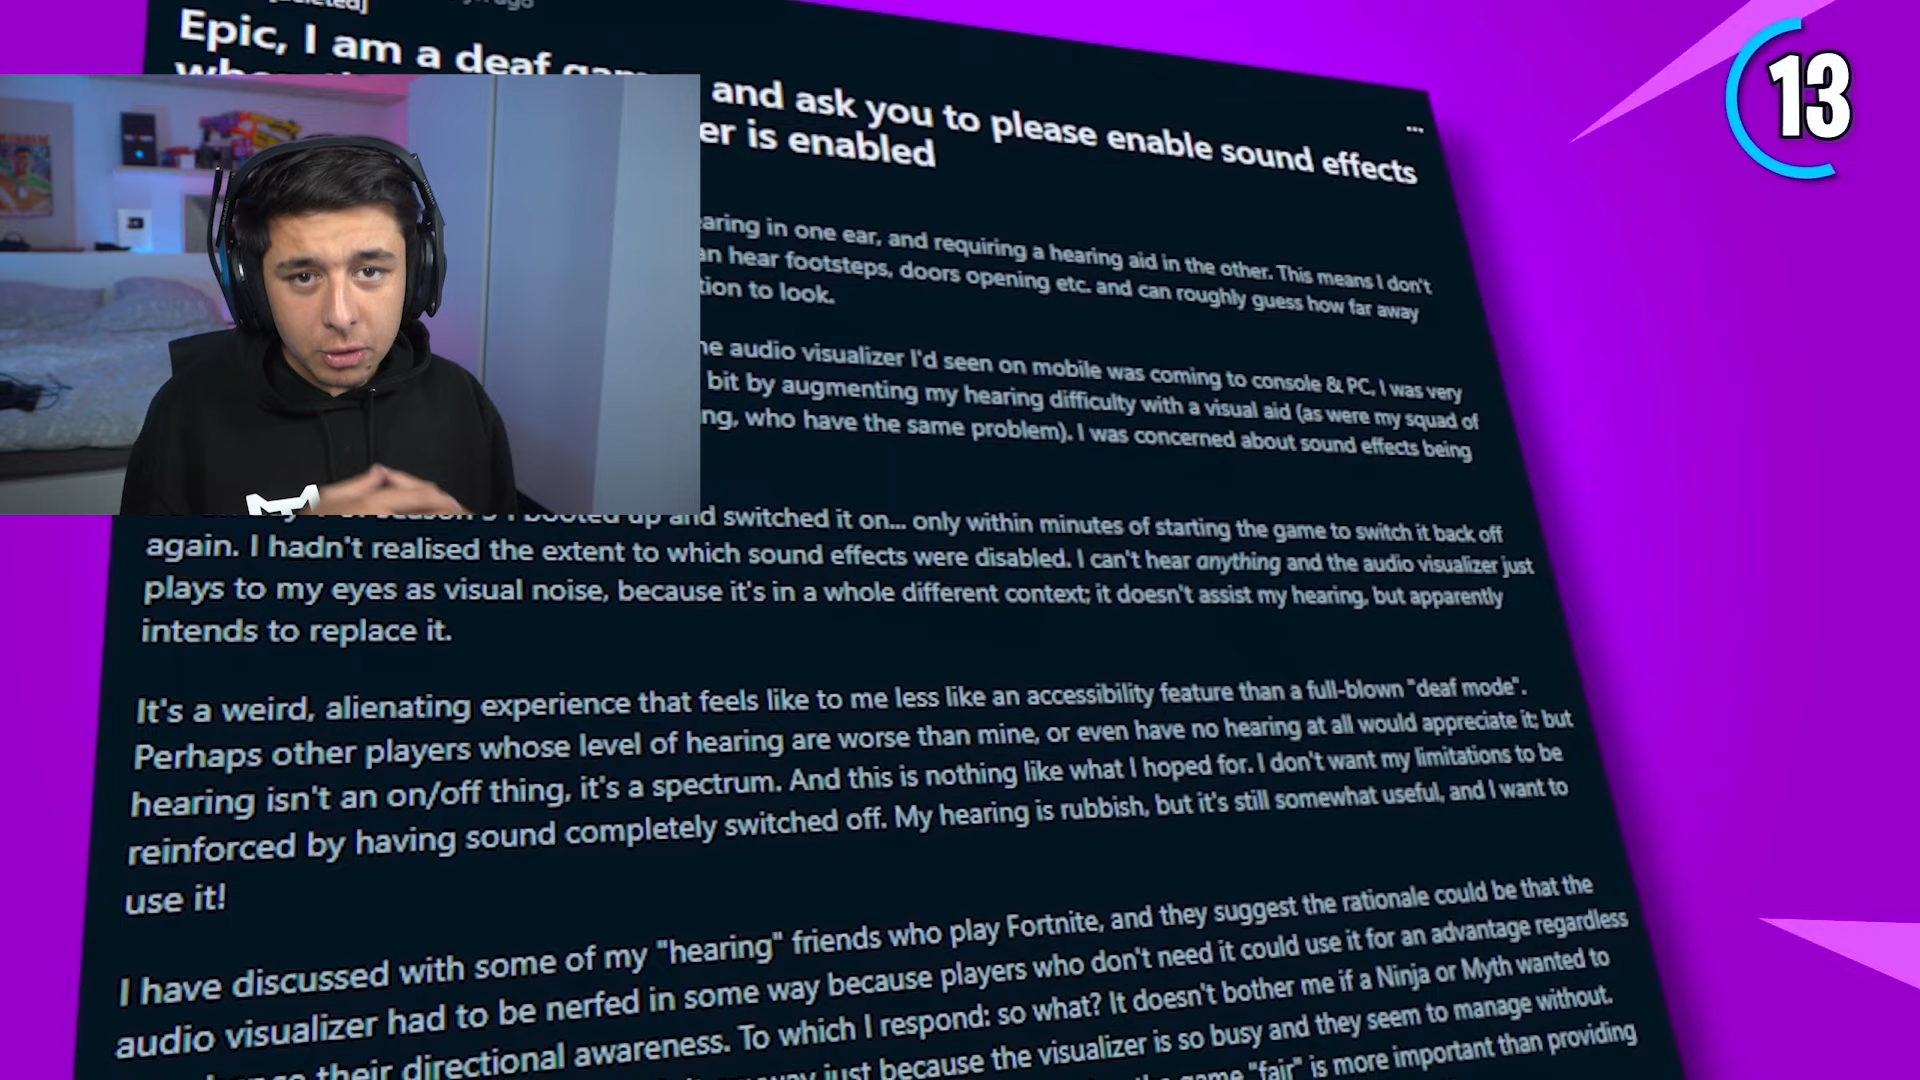 Epic, I am a deaf
13
and ask you to please enable sound effects
er is enabled
earing in one ear, and requiring a hearing aid in the other. This means I don't
an hear footsteps, doors opening etc. and can roughly guess how far away
tion to look.
he audio visualizer I'd seen on mobile was coming to console & PC, I was very
bit by augmenting my hearing difficulty with a visual aid (as were my squad of
ng, who have the same problem). I was concerned about sound effects being
booted up and switched it on... only within minutes of starting the game to switch it back off
again. I hadn't realised the extent to which sound effects were disabled. I can't hear anything and the audio visualizer just
plays to my eyes as visual noise, because it's in a whole different context; it doesn't assist my hearing, but apparently
intends to replace it.
It's a weird, alienating experience that feels like to me less like an accessibility feature than a full-blown "deaf mode".
Perhaps other players whose level of hearing are worse than mine, or even have no hearing at all would appreciate it; but
hearing isn't an on/off thing, it's a spectrum. And this is nothing like what I hoped for. I don't want my limitations to be
reinforced by having sound completely switched off. My hearing is rubbish, but it's still somewhat useful, and I want to
use it!
I have discussed with some of my "hearing" friends who play Fortnite, and they suggest the rationale could be that the
audio visualizer had to be nerfed in some way because players who don't need it could use it for an advantage regardless
their directional awareness. To which I respond: so what? It doesn't bother me if a Ninja or Myth wanted to
just because the visualizer is so busy and they seem to manage without.
game "fair" is more important than providing